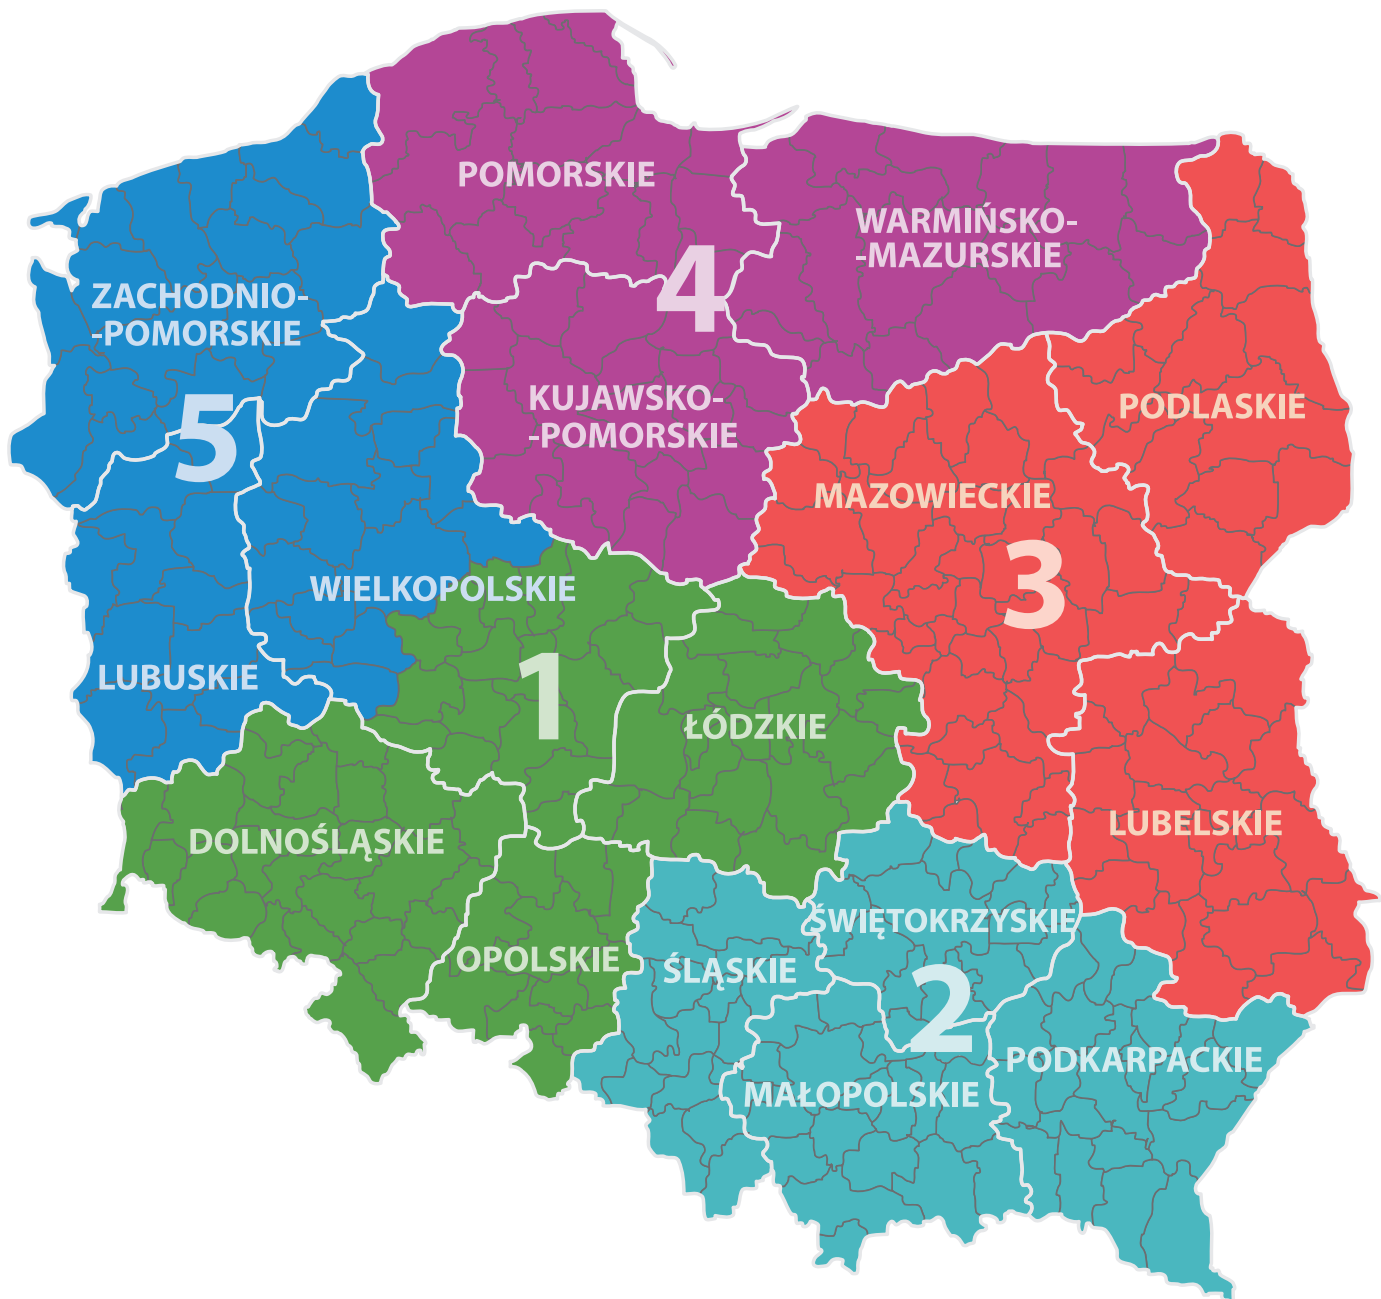 POMORSKIE
WARMIŃSKO-
-MAZURSKIE
4
ZACHODNIO-
-POMORSKIE
KUJAWSKO-
-POMORSKIE
PODLASKIE
5
MAZOWIECKIE
3
WIELKOPOLSKIE
LUBUSKIE
1
ŁÓDZKIE
DOLNOŚLĄSKIE
LUBELSKIE
ŚWIĘTOKRZYSKIE
OPOLSKIE
ŚLĄSKIE
2
PODKARPACKIE
MAŁOPOLSKIE